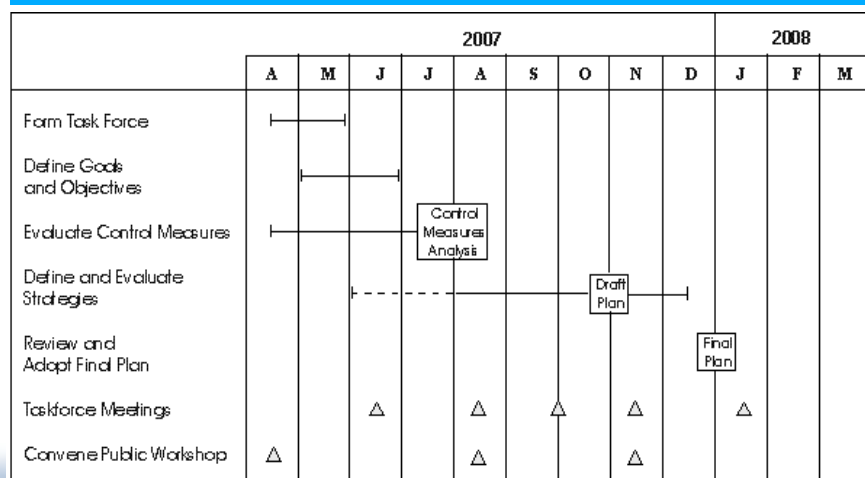 2007 2008
A M J J A S O N D J F M
Form Task Force
Define Goals
and Objectives
Evaluate Control Measures
Control
Measures
Analysis
Define and Evaluate
Strategies
Draft
Plan
Review and
Adopt Final Plan
Final
Plan
Taskforce Meetings
Convene Public Workshop